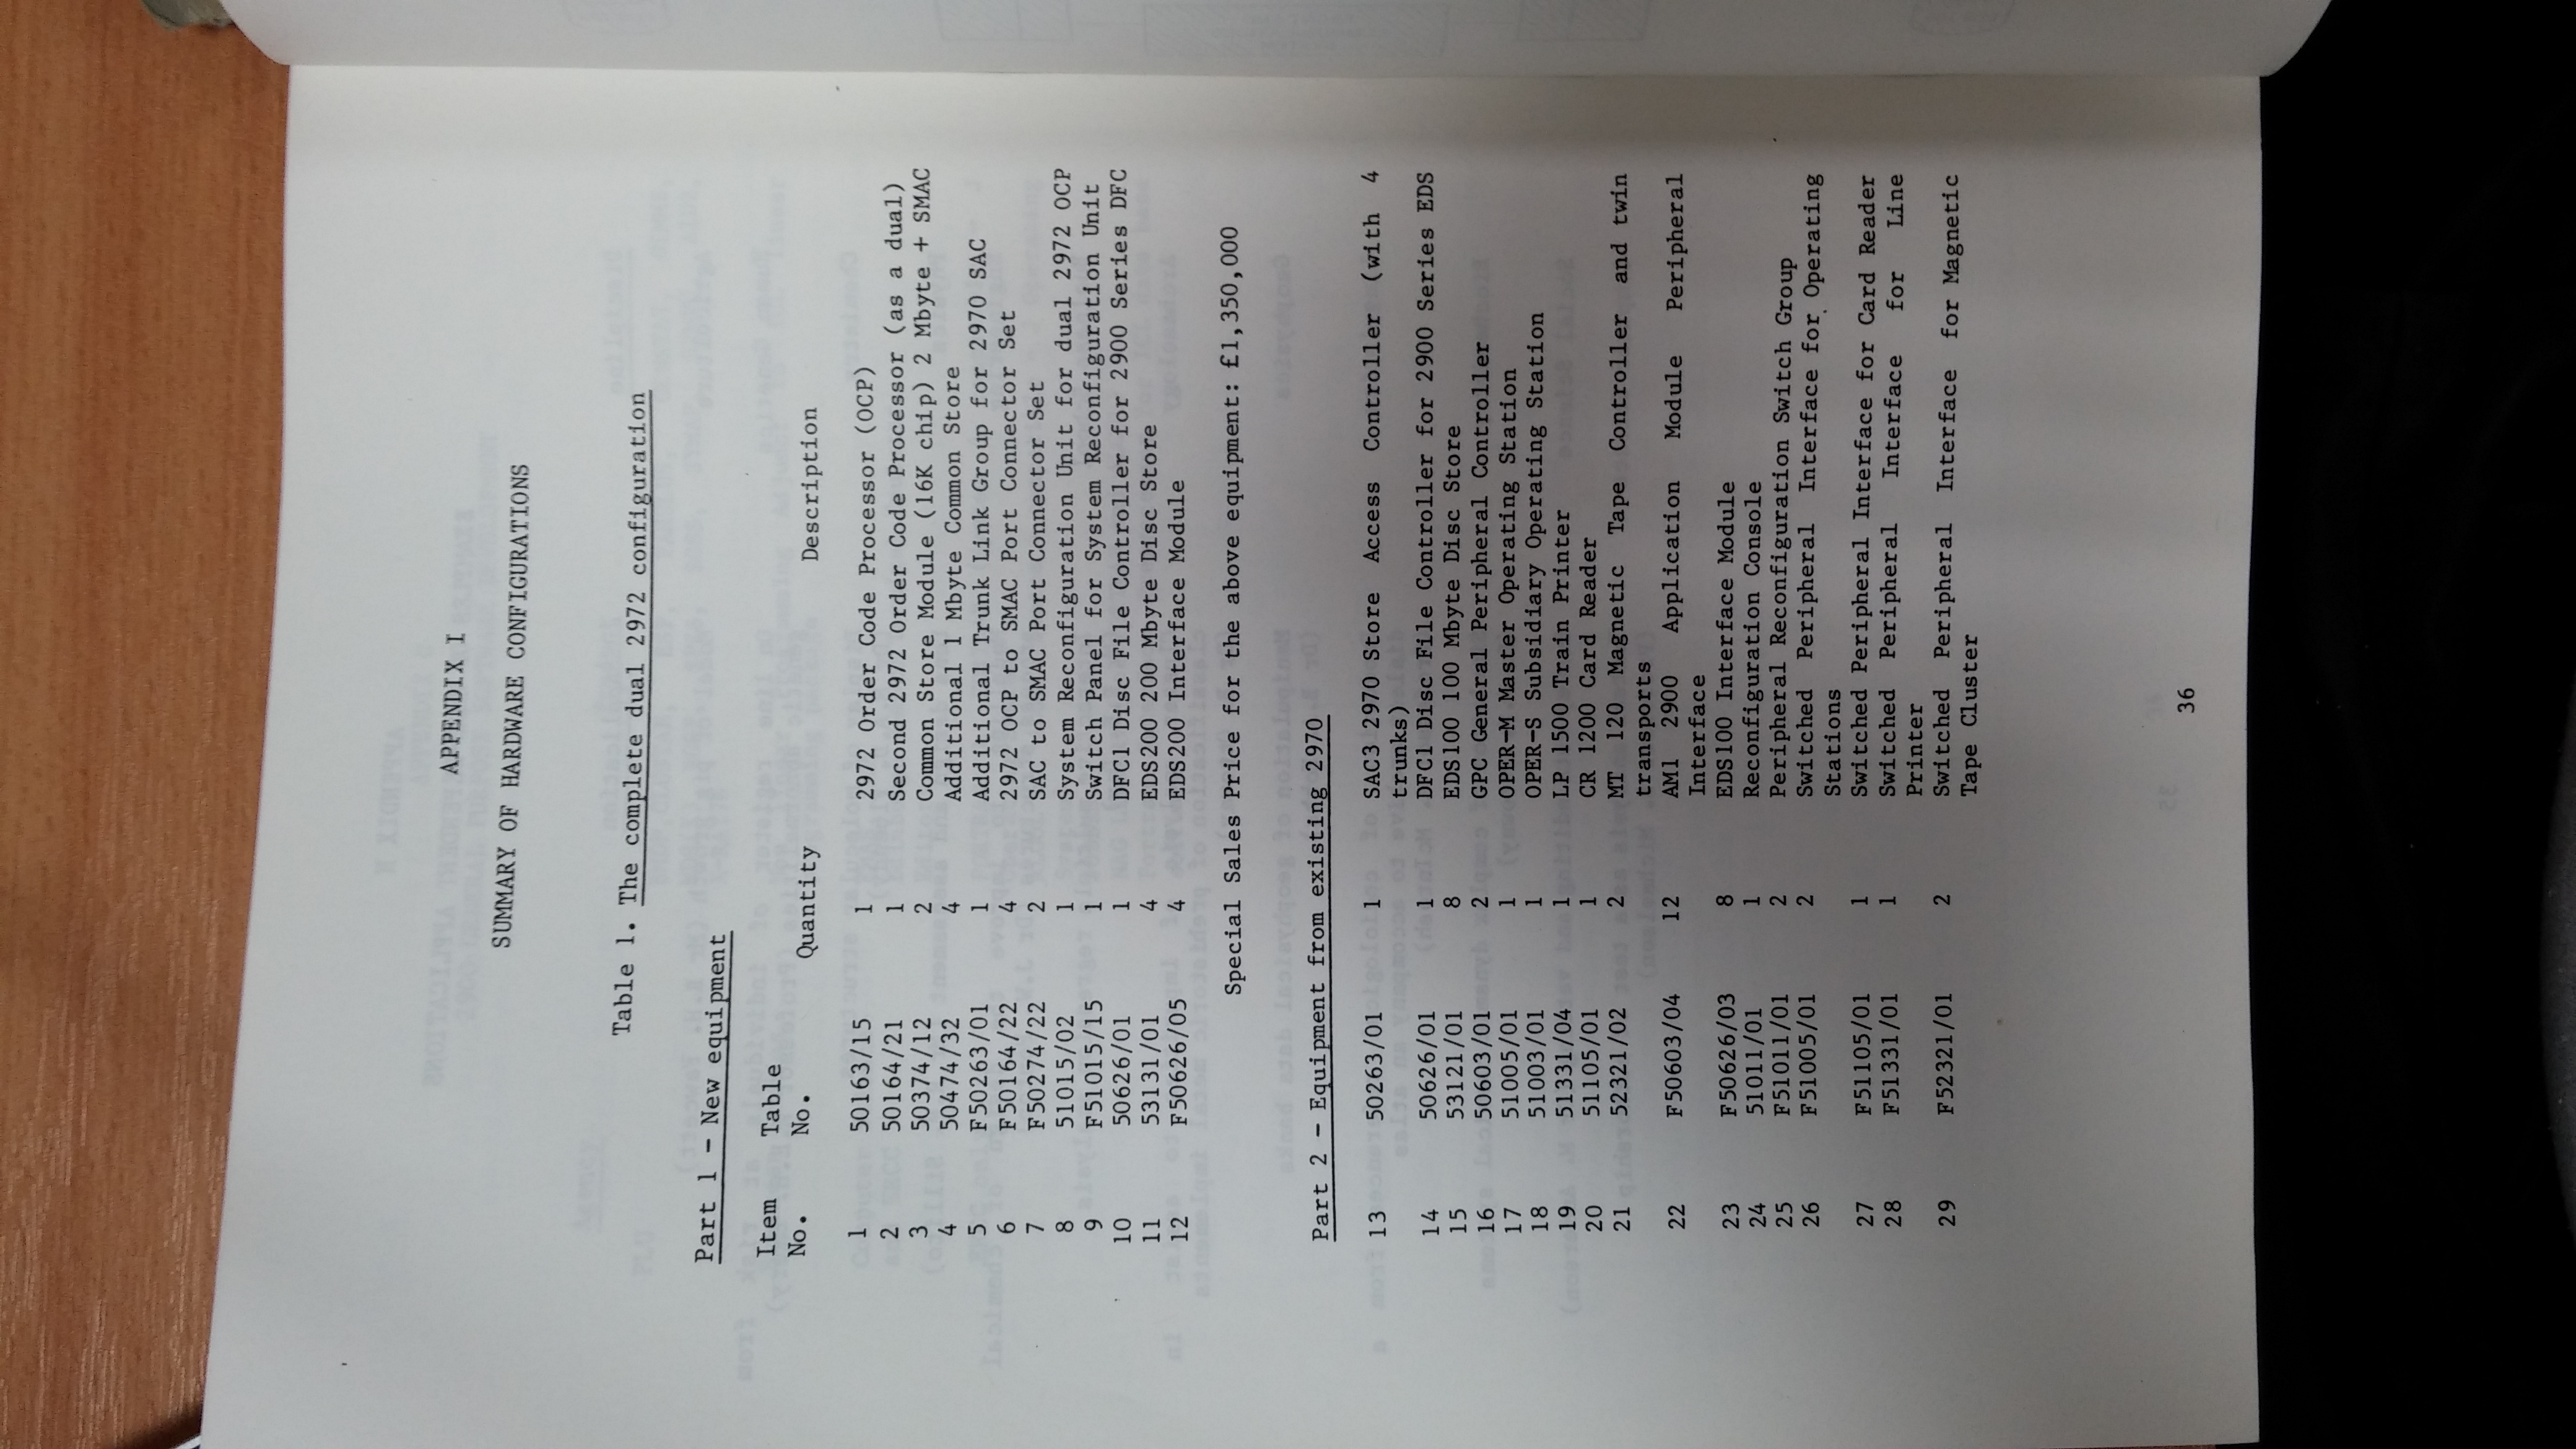 APPENDIX I
SUMMARY OF HARDWARE CONFIGURATIONS
Table 1. The complete dual 2972 configuration
Part 1 - New equipment
Item Table
No. No. Quantity Description
1 50163/15 1 2972 Order Code Processor (OCP)
2 50164/21 1 Second 2972 Order Code Processor (as a dual)
3 50374/12 2 Common Store Module (16K chip) 2 Mbyte + SMAC
4 50474/32 4 Additional 1 Mbyte Common Store
5 F50263/01 1 Additional Trunk Link Group for 2970 SAC
6 F50164/22 4 2972 OCP to SMAC Port Connector Set
7 F50274/22 2 SAC to SMAC Port Connector Set
8 51015/02 1 System Reconfiguration Unit for dual 2972 OCP
9 F51015/15 1 Switch Panel for System Reconfiguration Unit
10 50626/01 1 DFC1 Disc File Controller for 2900 Series DFC
11 53131/01 4 EDS200 200 Mbyte Disc Store
12 F50626/05 4 EDS200 Interface Module
Special Sales Price for the above equipment: £1,350,000
Part 2 - Equipment from existing 2970
13 50263/01 1 SAC3 2970 Store Access Controller (with 4
trunks)
14 50626/01 1 DFC1 Disc File Controller for 2900 Series EDS
15 53121/01 8 EDS100 100 Mbyte Disc Store
16 50603/01 2 GPC General Peripheral Controller
17 51005/01 1 OPER-M Master Operating Station
18 51003/01 1 OPER-S Subsidiary Operating Station
19 51331/04 1 LP 1500 Train Printer
20 51105/01 1 CR 1200 Card Reader
21 52321/02 2 MT 120 Magnetic Tape Controller and twin
transports
22 F50603/04 12 AM1 2900 Application Module Peripheral
Interface
23 F50626/03 8 EDS100 Interface Module
24 51011/01 1 Reconfiguration Console
25 F51011/01 2 Peripheral Reconfiguration Switch Group
26 F51005/01 2 Switched Peripheral Interface for Operating
Stations
27 F51105/01 1 Switched Peripheral Interface for Card Reader
28 F51331/01 1 Switched Peripheral Interface for Line
Printer
29 F52321/01 2 Switched Peripheral Interface for Magnetic
Tape Cluster
36